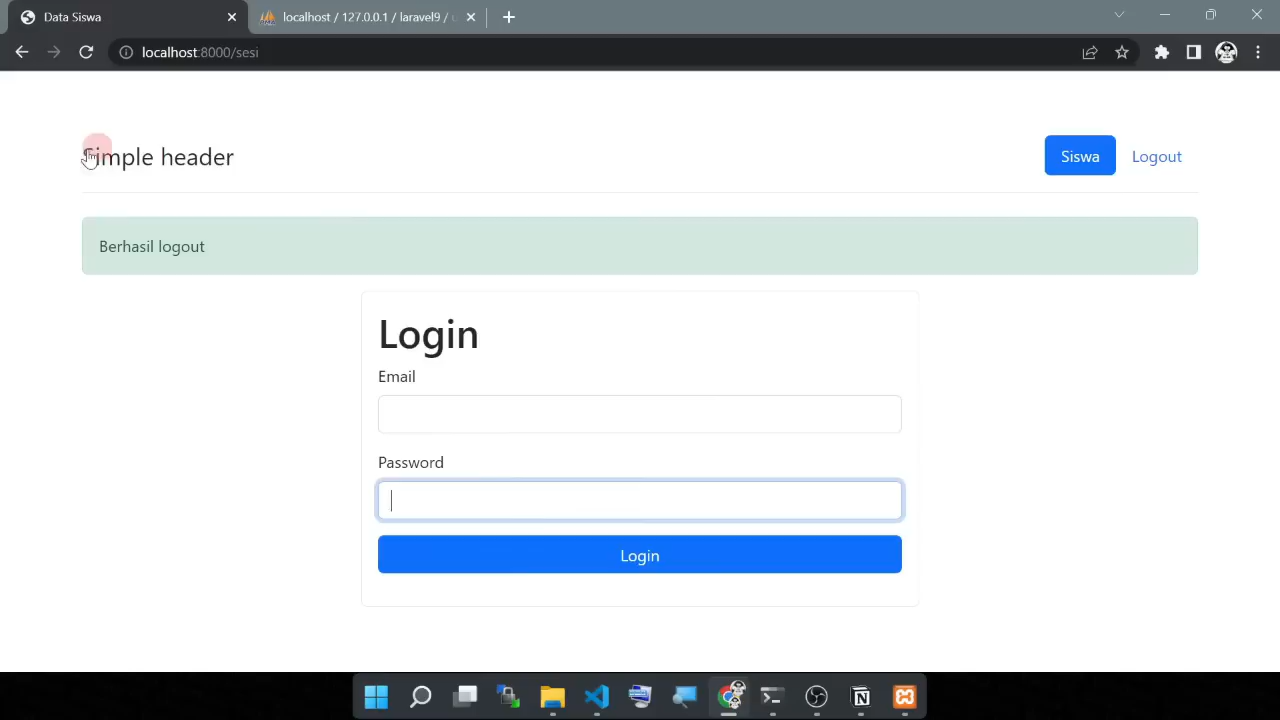 Data Siswa
localhost / 127.0.0.1 / laravel9 /
localhost:8000/sesi
Simple header
Siswa
Logout
Berhasil logout
Login
Email
Password
Login